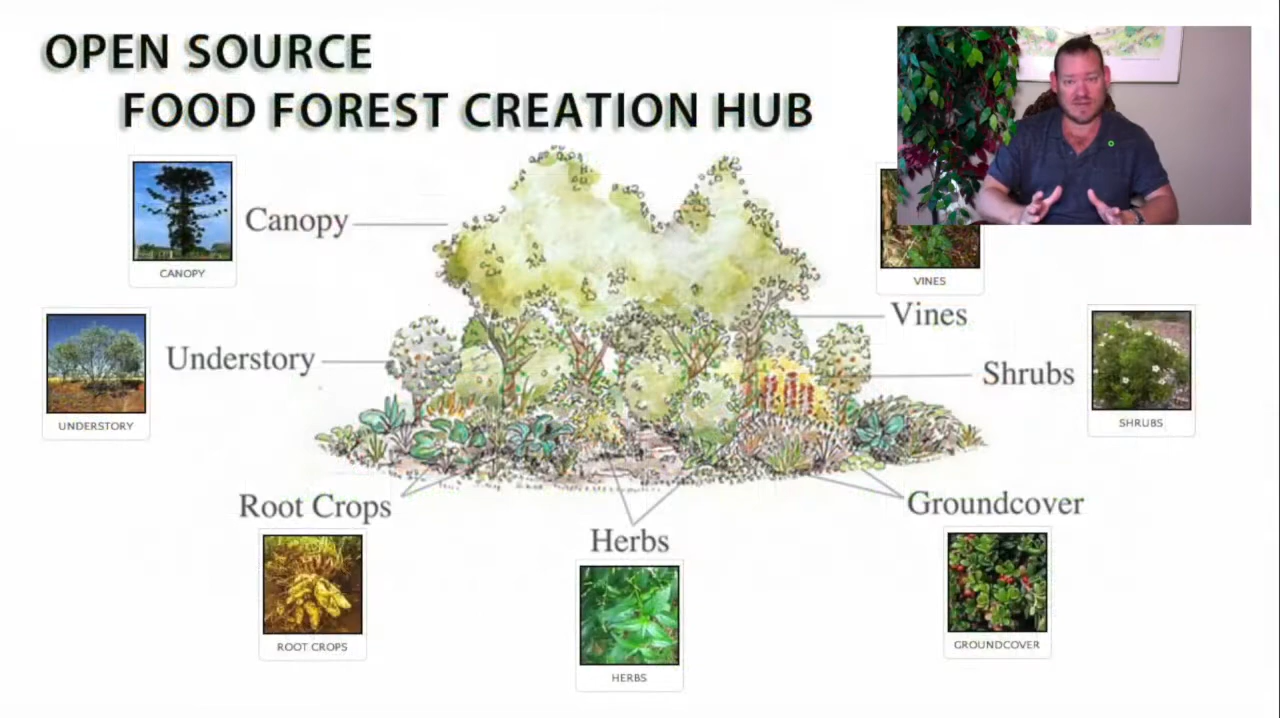 OPEN SOURCE
FOOD FOREST CREATION HUB
Canopy
CANOPY
VINES
Vines
Understory
Shrubs
UNDERSTORY
SHRUBS
Root Crops
Groundcover
Herbs
ROOT CROPS
GROUNDCOVER
HERBS